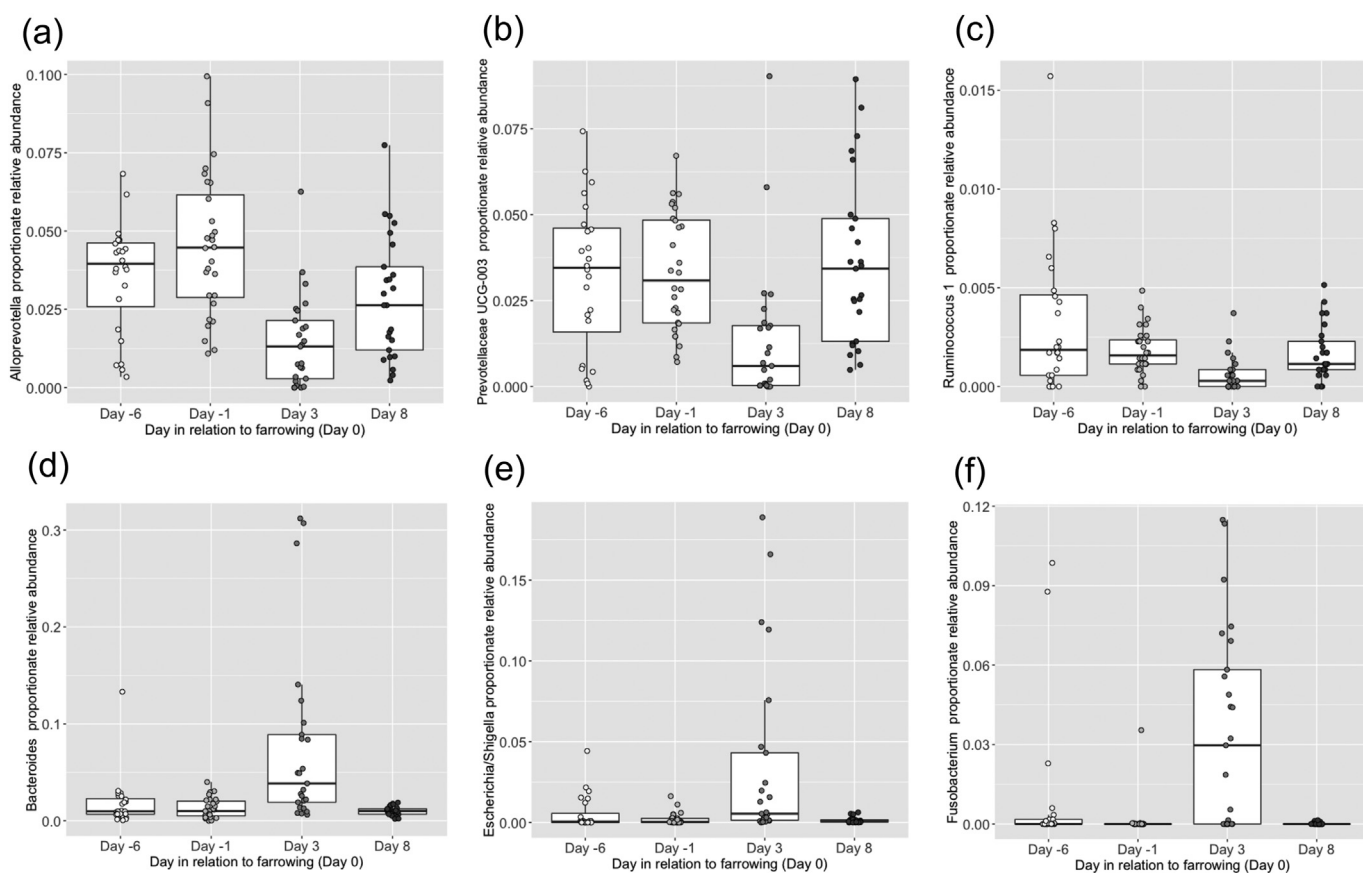 (a)
Alloprevotella proportionate relative abundance
0.100
0.075
0.050
0.025
0.000
Day -6 Day -1 Day 3 Day 8
Day in relation to farrowing (Day 0)
(b)
Prevotellaceae UCG-003 proportionate relative abundance
0.075
0.050
0.025
0.000
Day -6 Day -1 Day 3 Day 8
Day in relation to farrowing (Day 0)
(c)
Ruminococcus 1 proportionate relative abundance
0.015
0.010
0.005
0.000
Day -6 Day -1 Day 3 Day 8
Day in relation to farrowing (Day 0)
(d)
Bacteroides proportionate relative abundance
0.3
0.2
0.1
0.0
Day -6 Day -1 Day 3 Day 8
Day in relation to farrowing (Day 0)
(e)
Escherichia/Shigella proportionate relative abundance
0.15
0.10
0.05
0.00
Day -6 Day -1 Day 3 Day 8
Day in relation to farrowing (Day 0)
(f)
Fusobacterium proportionate relative abundance
0.12
0.09
0.06
0.03
0.00
Day -6 Day -1 Day 3 Day 8
Day in relation to farrowing (Day 0)